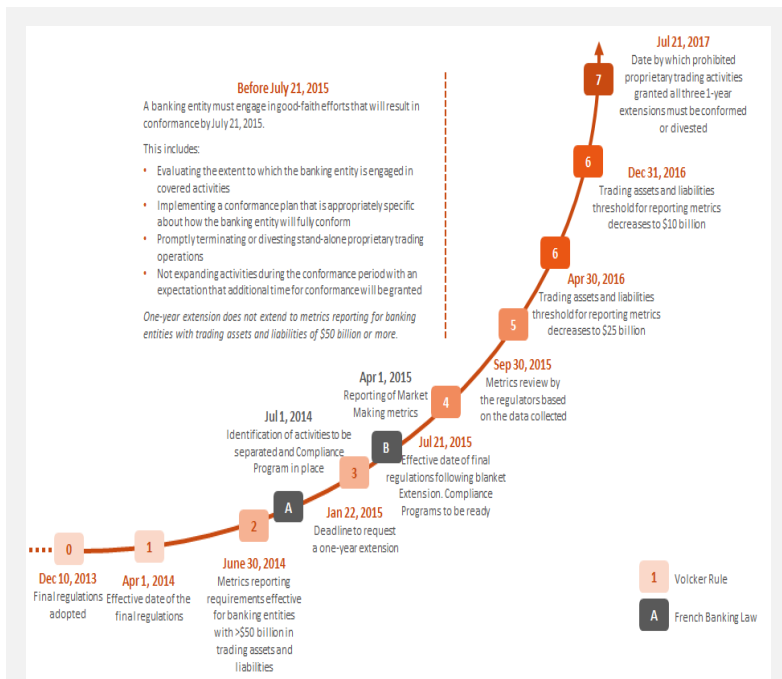 Before July 21, 2015
A banking entity must engage in good-faith efforts that will result in
conformance by July 21, 2015.
This includes:
• Evaluating the extent to which the banking entity is engaged in
covered activities
• Implementing a conformance plan that is appropriately specific
about how the banking entity will fully conform
• Promptly terminating or divesting stand-alone proprietary trading
operations
• Not expanding activities during the conformance period with an
expectation that additional time for conformance will be granted
One-year extension does not extend to metrics reporting for banking
entities with trading assets and liabilities of $50 billion or more.
7
Jul 21, 2017
Date by which prohibited
proprietary trading activities
granted all three 1-year
extensions must be conformed
or divested
6
Dec 31, 2016
Trading assets and liabilities
threshold for reporting metrics
decreases to $10 billion
6
Apr 30, 2016
Trading assets and liabilities
threshold for reporting metrics
decreases to $25 billion
5
Sep 30, 2015
Metrics review by
the regulators based
on the data collected
Apr 1, 2015
Reporting of Market
Making metrics
4
Jul 21, 2015
Effective date of final
regulations following blanket
Extension. Compliance
Programs to be ready
B
Jul 1, 2014
Identification of activities to be
separated and Compliance
Program in place
3
Jan 22, 2015
Deadline to request
a one-year extension
A
2
June 30, 2014
Metrics reporting
requirements effective
for banking entities
with >$50 billion in
trading assets and
liabilities
1
Apr 1, 2014
Effective date of the
final regulations
0
Dec 10, 2013
Final regulations
adopted
1 Volcker Rule
A French Banking Law